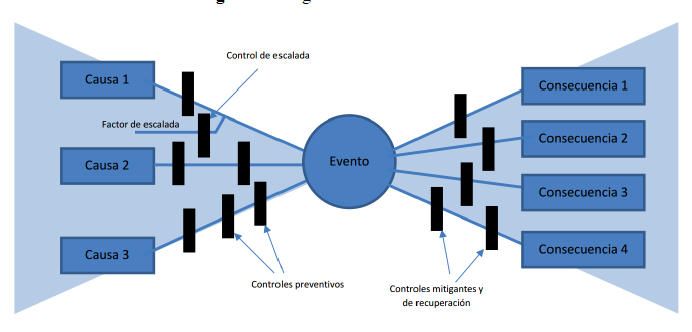 Control de escalada
Causa 1
Consecuencia 1
Factor de escalada
Consecuencia 2
Causa 2
Evento
Consecuencia 3
Causa 3
Consecuencia 4
Controles preventivos
Controles mitigantes y
de recuperación